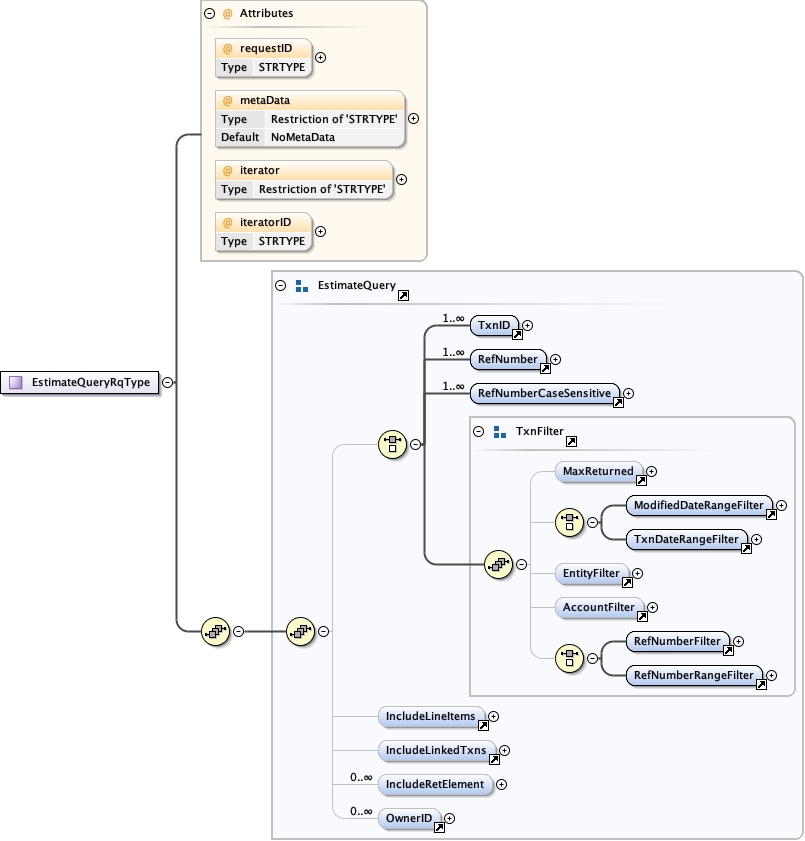 @ Attributes
@ requestID
Type STRTYPE
@ metaData
Type Restriction of 'STRTYPE'
Default NoMetaData
@ iterator
Type Restriction of 'STRTYPE'
@ iteratorID
Type STRTYPE
EstimateQueryRqType
EstimateQuery
1..∞ TxnID
1..∞ RefNumber
1..∞ RefNumberCaseSensitive
TxnFilter
MaxReturned
ModifiedDateRangeFilter
TxnDateRangeFilter
EntityFilter
AccountFilter
RefNumberFilter
RefNumberRangeFilter
IncludeLineItems
IncludeLinkedTxns
0..∞ IncludeRetElement
0..∞ OwnerID